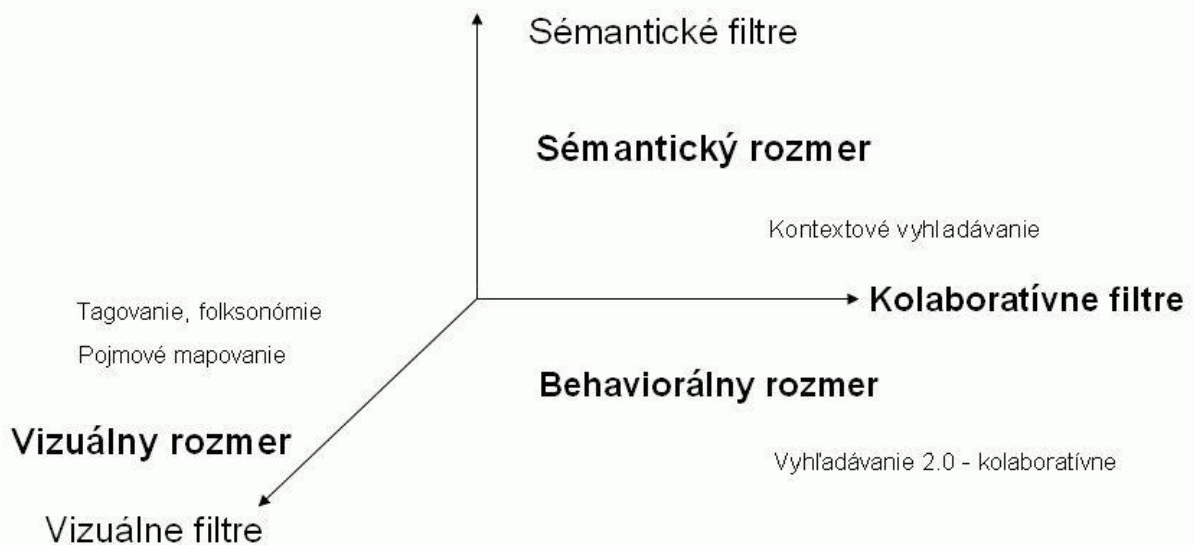 Sémantické filtre
Sémantický rozmer
Kontextové vyhladávanie
Kolaboratívne filtre
Tagovanie, folksonómie
Pojmové mapovanie
Behaviorálny rozmer
Vizuálny rozmer
Vyhľadávanie 2.0 - kolaboratívne
Vizuálne filtre